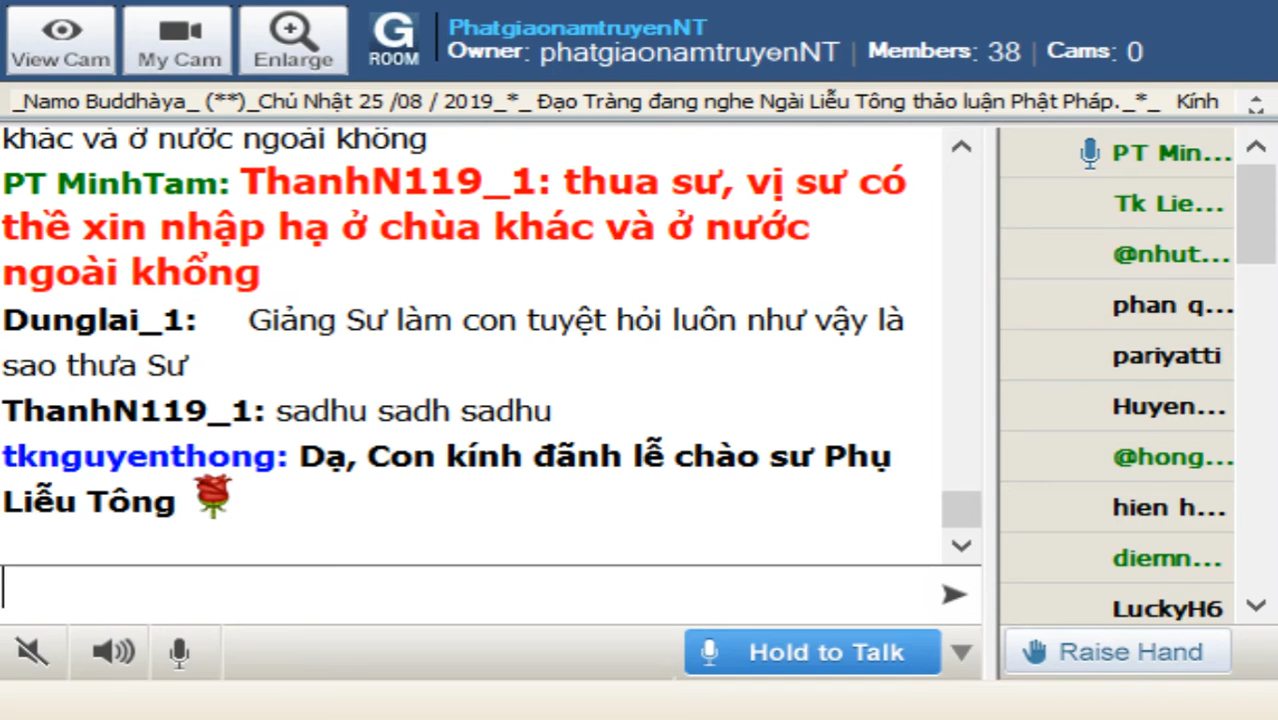 View Cam
My Cam
Enlarge
G
ROOM
PhatgiaonamtruyenNT
Owner: phatgiaonamtruyenNT | Members: 38 | Cams: 0
_Namo Buddhàya_ (**)_Chủ Nhật 25 /08 / 2019_*_ Đạo Tràng đang nghe Ngài Liễu Tông thảo luận Phật Pháp._*_ Kính
khác và ở nước ngoài không
PT MinhTam: ThanhN119_1: thua sư, vị sư có
thề xin nhập hạ ở chùa khác và ở nước
ngoài khổng
Dunglai_1: Giảng Sư làm con tuyệt hỏi luôn như vậy là
sao thưa Sư
ThanhN119_1: sadhu sadh sadhu
tknguyenthong: Dạ, Con kính đãnh lễ chào sư Phụ
Liễu Tông
PT Min...
Tk Lie...
@nhut...
phan q...
pariyatti
Huyen...
@hong...
hien h...
diemn...
LuckyH6
Hold to Talk
Raise Hand